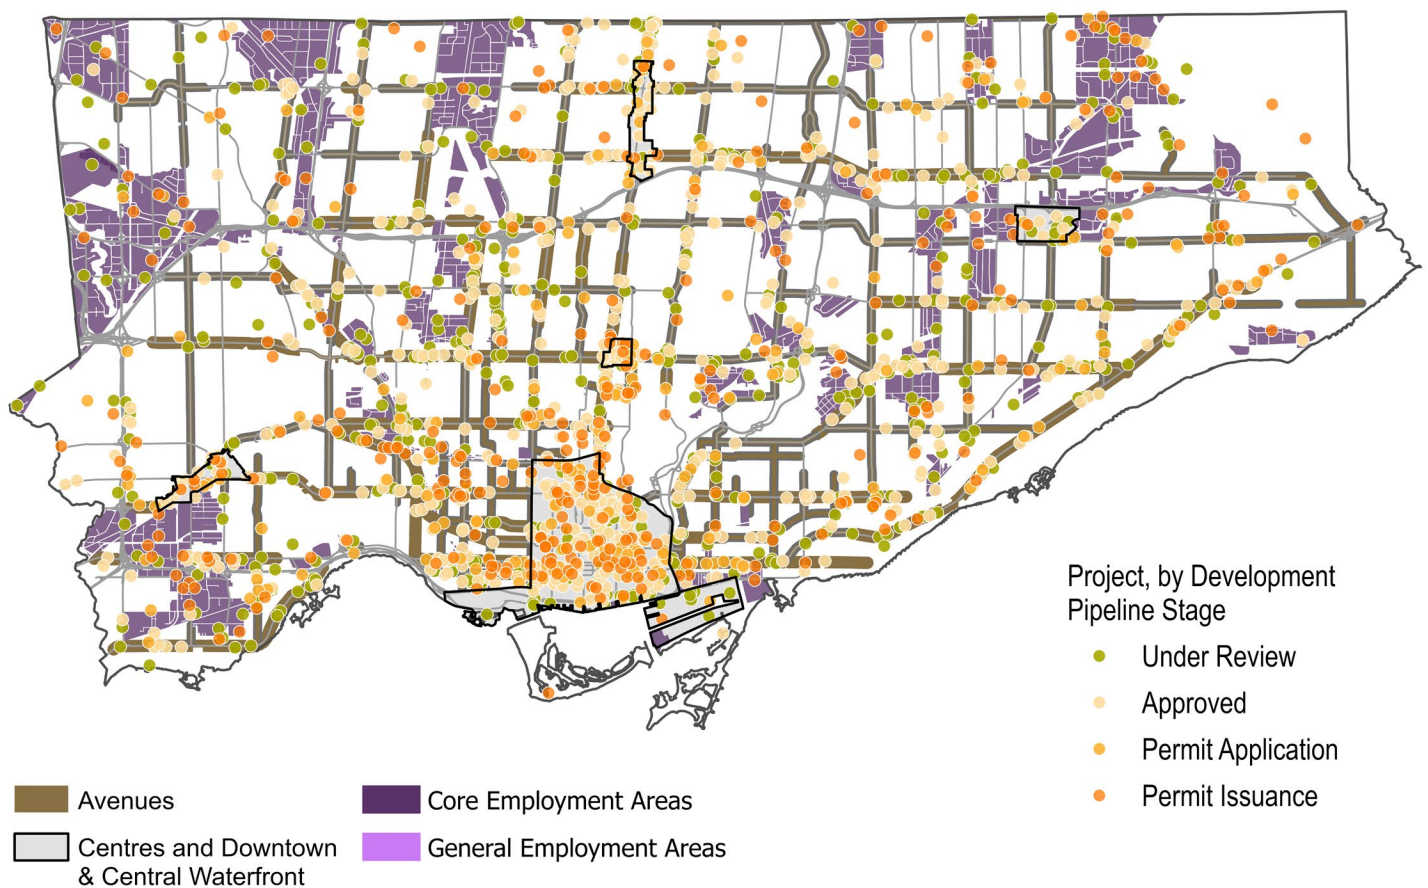 Project, by Development
Pipeline Stage
Under Review
Approved
Permit Application
Permit Issuance
Avenues
Centres and Downtown
& Central Waterfront
Core Employment Areas
General Employment Areas